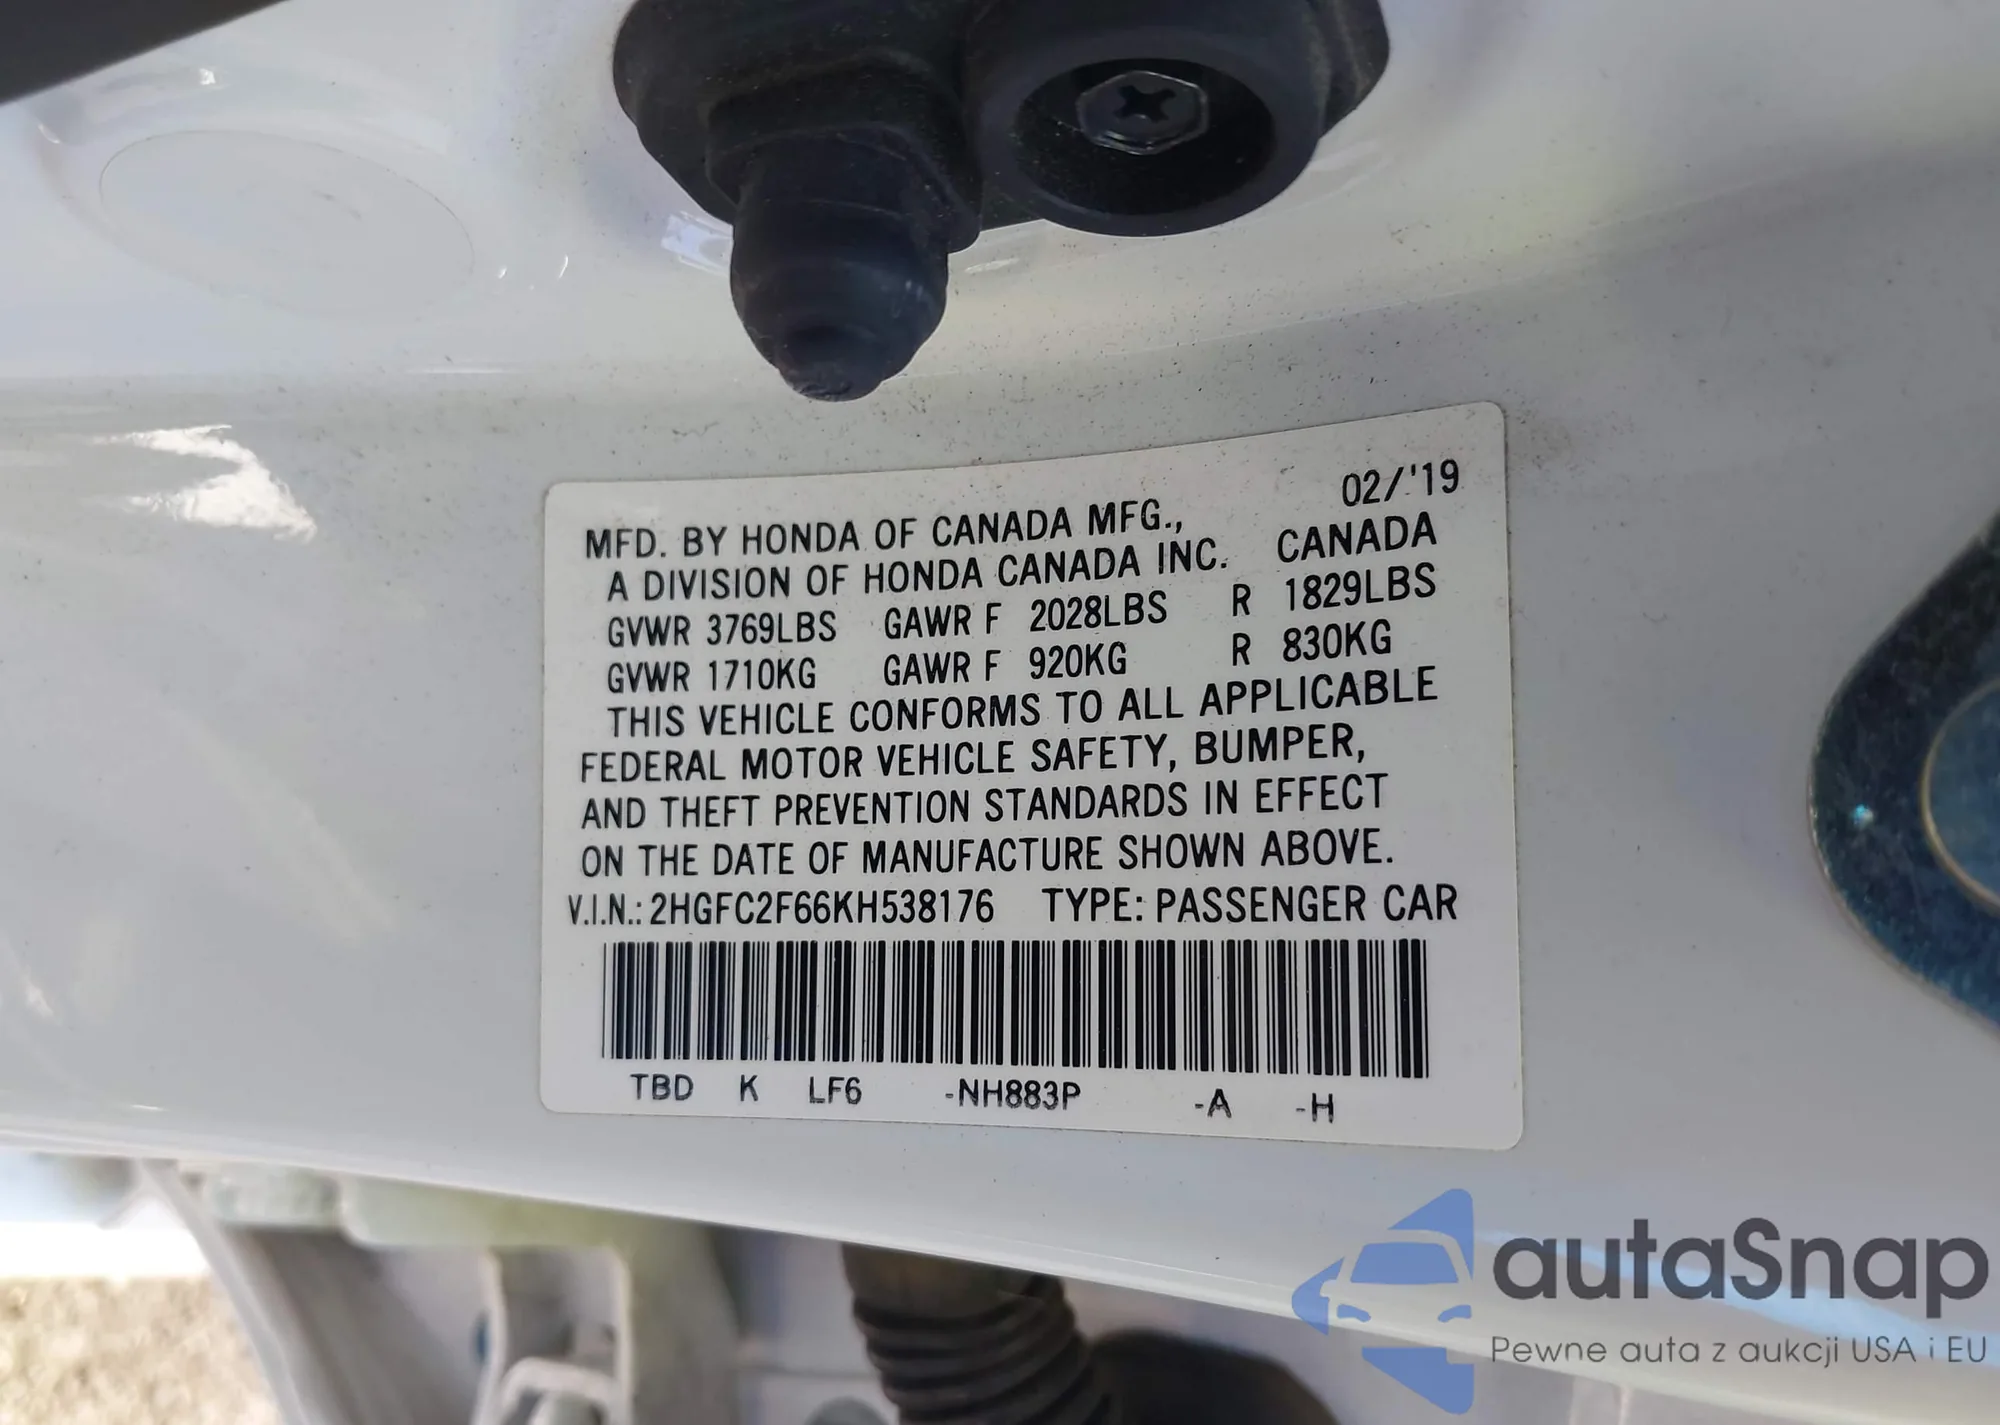 02/'19
MFD. BY HONDA OF CANADA MFG.,
A DIVISION OF HONDA CANADA INC. CANADA
GVWR 3769LBS GAWR F 2028LBS R 1829LBS
GVWR 1710KG GAWR F 920KG R 830KG
THIS VEHICLE CONFORMS TO ALL APPLICABLE
FEDERAL MOTOR VEHICLE SAFETY, BUMPER,
AND THEFT PREVENTION STANDARDS IN EFFECT
ON THE DATE OF MANUFACTURE SHOWN ABOVE.
V.I.N.: 2HGFC2F66KH538176 TYPE: PASSENGER CAR
TBD K LF6 -NH883P -A -H
autaSnap
Pewne auta z aukcji USA i EU